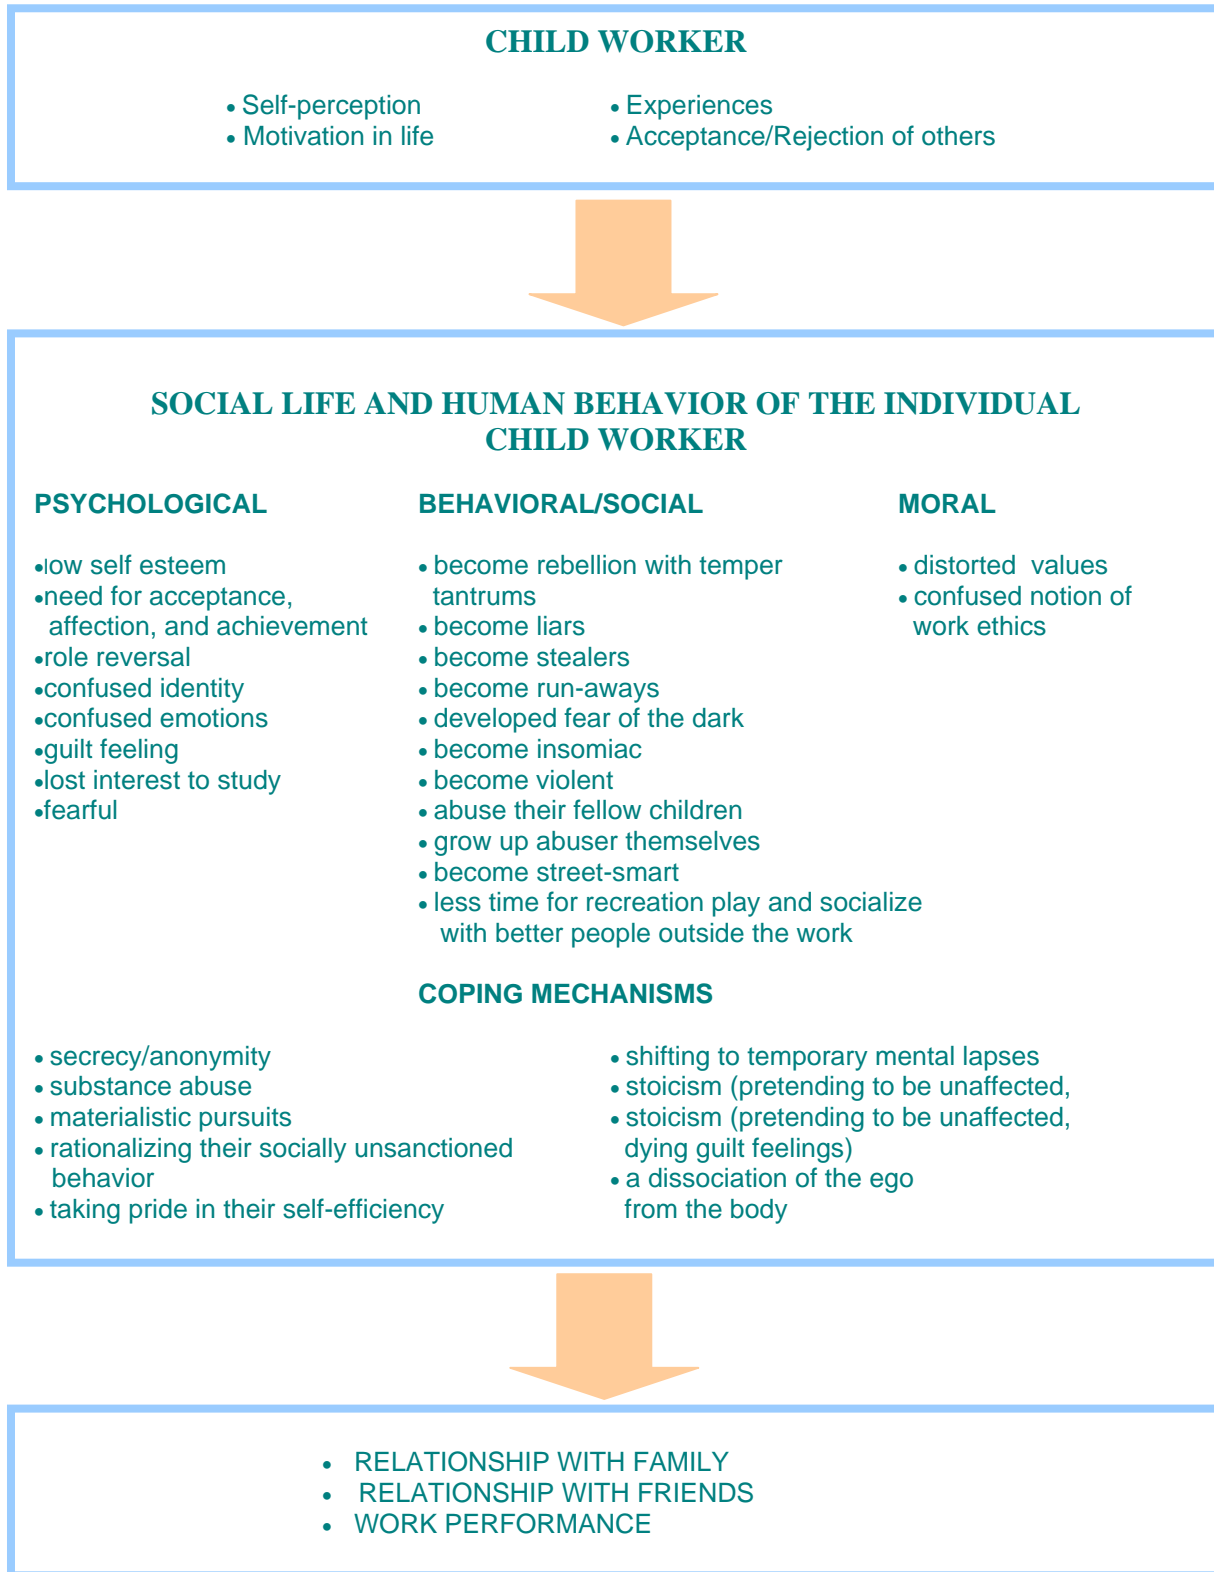 CHILD WORKER
• Self-perception
• Motivation in life
• Experiences
• Acceptance/Rejection of others
SOCIAL LIFE AND HUMAN BEHAVIOR OF THE INDIVIDUAL
CHILD WORKER
PSYCHOLOGICAL
•low self esteem
•need for acceptance,
affection, and achievement
•role reversal
•confused identity
•confused emotions
•guilt feeling
•lost interest to study
•fearful
BEHAVIORAL/SOCIAL
• become rebellion with temper
tantrums
• become liars
• become stealers
• become run-aways
• developed fear of the dark
• become insomiac
• become violent
• abuse their fellow children
• grow up abuser themselves
• become street-smart
• less time for recreation play and socialize
with better people outside the work
MORAL
• distorted values
• confused notion of
work ethics
COPING MECHANISMS
• secrecy/anonymity
• substance abuse
• materialistic pursuits
• rationalizing their socially unsanctioned
behavior
• taking pride in their self-efficiency
• shifting to temporary mental lapses
• stoicism (pretending to be unaffected,
• stoicism (pretending to be unaffected,
dying guilt feelings)
• a dissociation of the ego
from the body
• RELATIONSHIP WITH FAMILY
• RELATIONSHIP WITH FRIENDS
• WORK PERFORMANCE